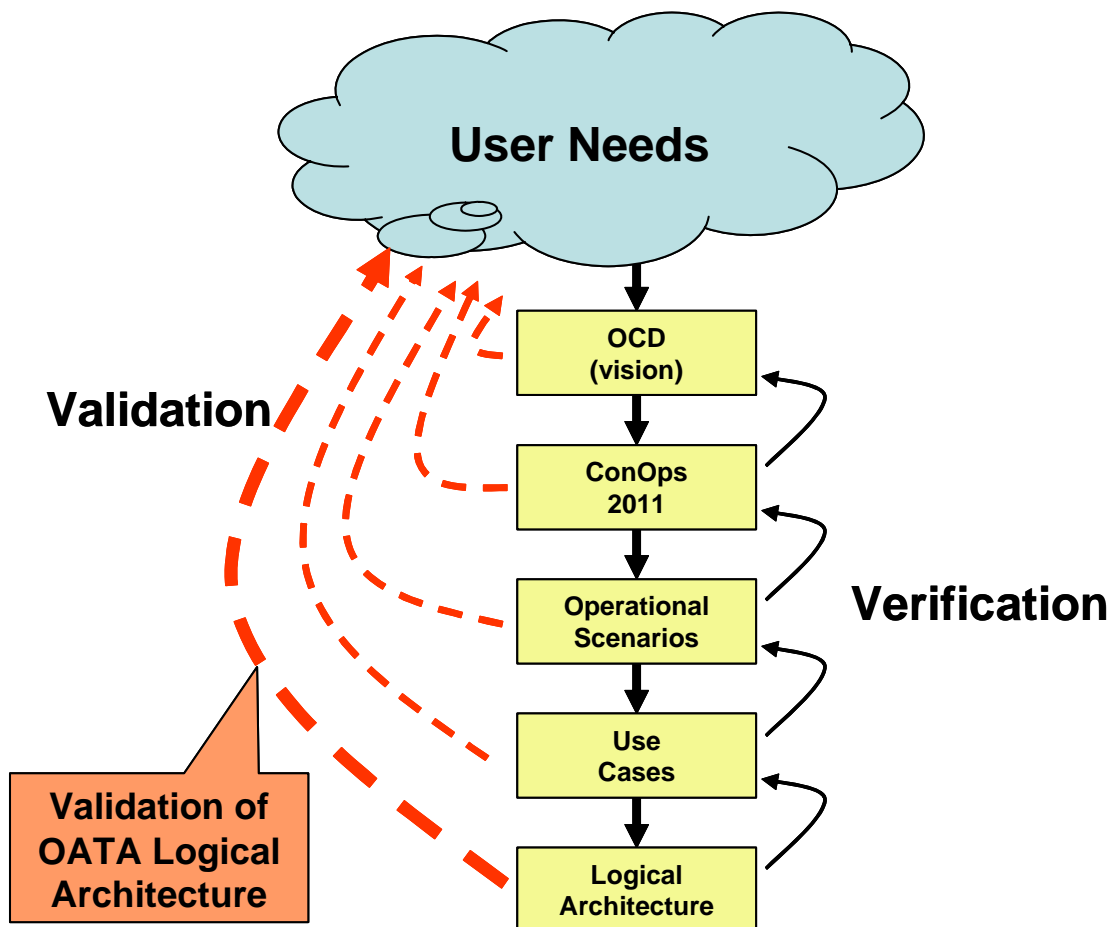 User Needs
OCD
(vision)
Validation
ConOps
2011
Operational
Scenarios
Verification
Use
Cases
Validation of
OATA Logical
Architecture
Logical
Architecture